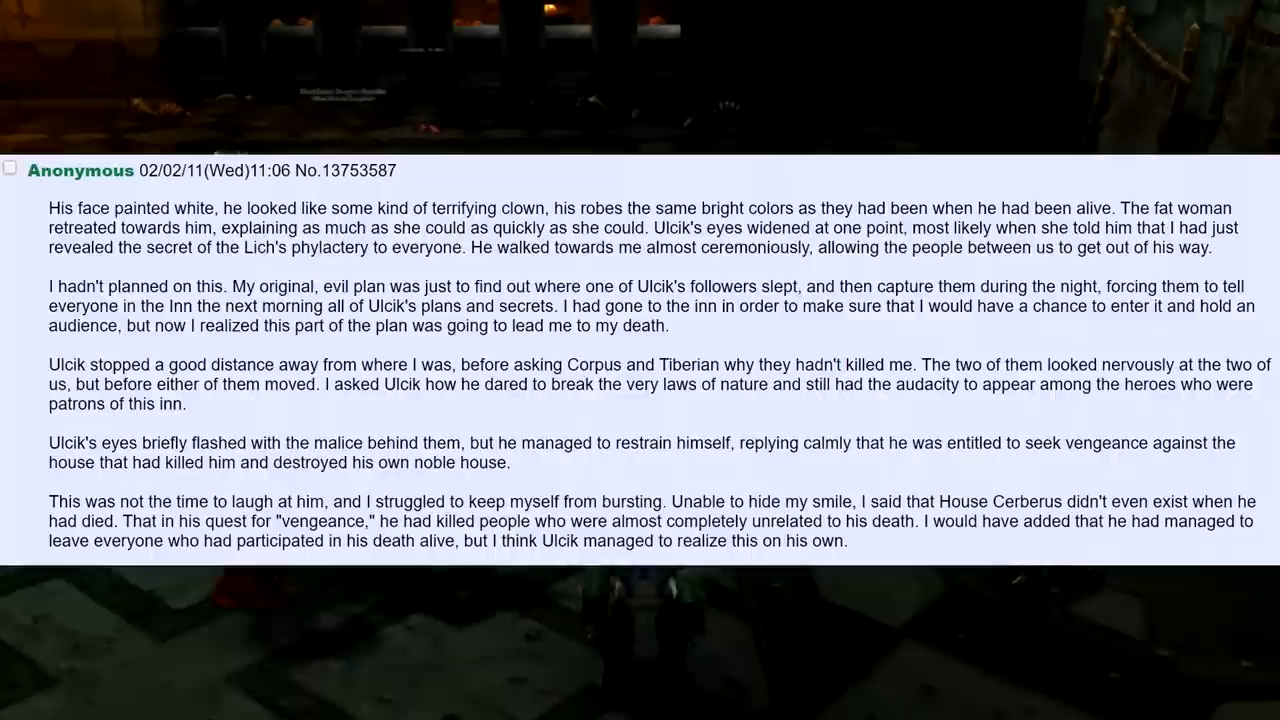 Anonymous 02/02/11(Wed)11:06 No.13753587
His face painted white, he looked like some kind of terrifying clown, his robes the same bright colors as they had been when he had been alive. The fat woman
retreated towards him, explaining as much as she could as quickly as she could. Ulcik's eyes widened at one point, most likely when she told him that I had just
revealed the secret of the Lich's phylactery to everyone. He walked towards me almost ceremoniously, allowing the people between us to get out of his way.
I hadn't planned on this. My original, evil plan was just to find out where one of Ulcik's followers slept, and then capture them during the night, forcing them to tell
everyone in the Inn the next morning all of Ulcik's plans and secrets. I had gone to the inn in order to make sure that I would have a chance to enter it and hold an
audience, but now I realized this part of the plan was going to lead me to my death.
Ulcik stopped a good distance away from where I was, before asking Corpus and Tiberian why they hadn't killed me. The two of them looked nervously at the two of
us, but before either of them moved. I asked Ulcik how he dared to break the very laws of nature and still had the audacity to appear among the heroes who were
patrons of this inn.
Ulcik's eyes briefly flashed with the malice behind them, but he managed to restrain himself, replying calmly that he was entitled to seek vengeance against the
house that had killed him and destroyed his own noble house.
This was not the time to laugh at him, and I struggled to keep myself from bursting. Unable to hide my smile, I said that House Cerberus didn't even exist when he
had died. That in his quest for "vengeance," he had killed people who were almost completely unrelated to his death. I would have added that he had managed to
leave everyone who had participated in his death alive, but I think Ulcik managed to realize this on his own.